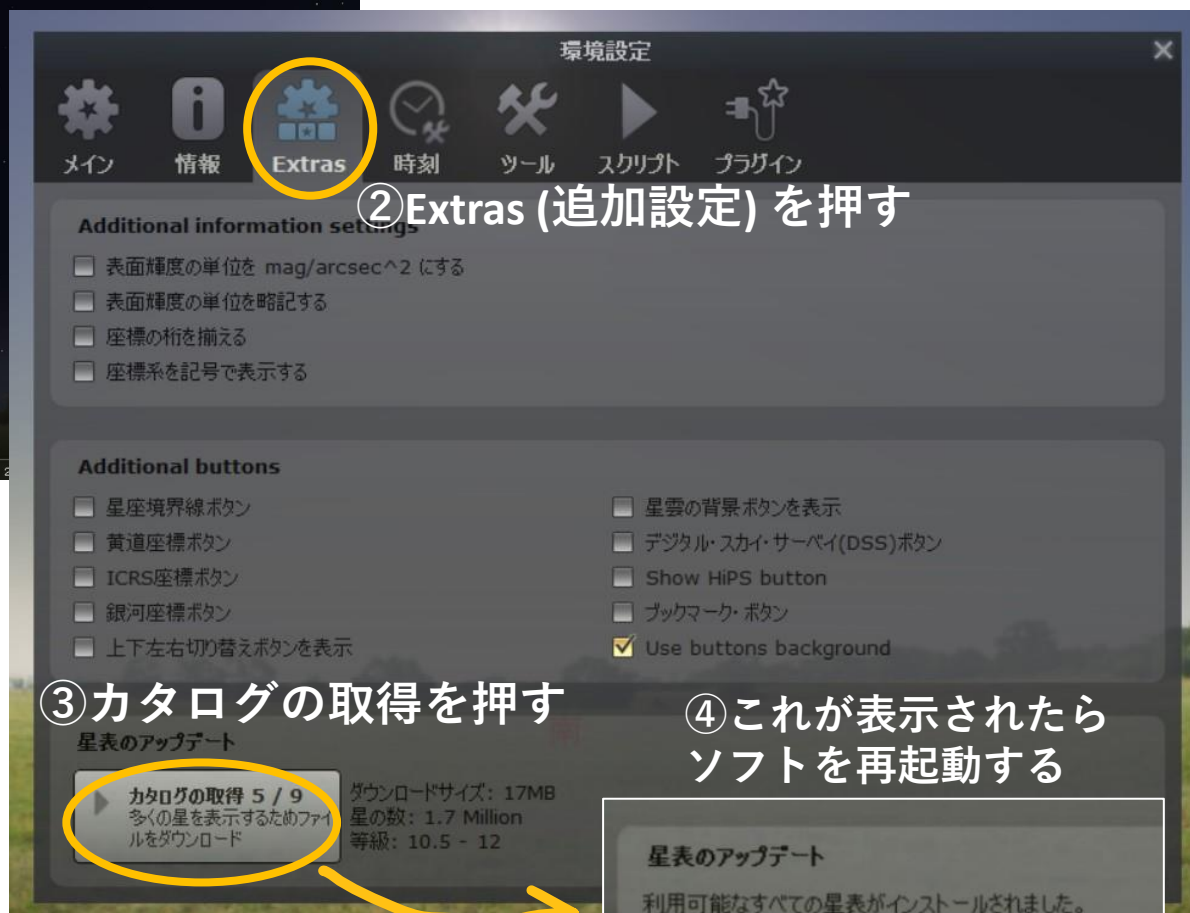 環境設定
メイン 情報 Extras 時刻 ツール スクリプト プラグイン
②Extras (追加設定) を押す
Additional information settings
表面輝度の単位を mag/arcsec^2 にする
表面輝度の単位を略記する
座標の桁を揃える
座標系を記号で表示する
Additional buttons
星座境界線ボタン
黄道座標ボタン
ICRS座標ボタン
銀河座標ボタン
上下左右切り替えボタンを表示
星雲の背景ボタンを表示
デジタル・スカイ・サーベイ(DSS)ボタン
Show HiPS button
ブックマーク・ボタン
Use buttons background
③カタログの取得を押す
④これが表示されたら
ソフトを再起動する
星表のアップデート
カタログの取得 5 / 9
多くの星を表示するためファイ
ルをダウンロード
ダウンロードサイズ: 17MB
星の数: 1.7 Million
等級: 10.5 - 12
星表のアップデート
利用可能なすべての星表がインストールされました。